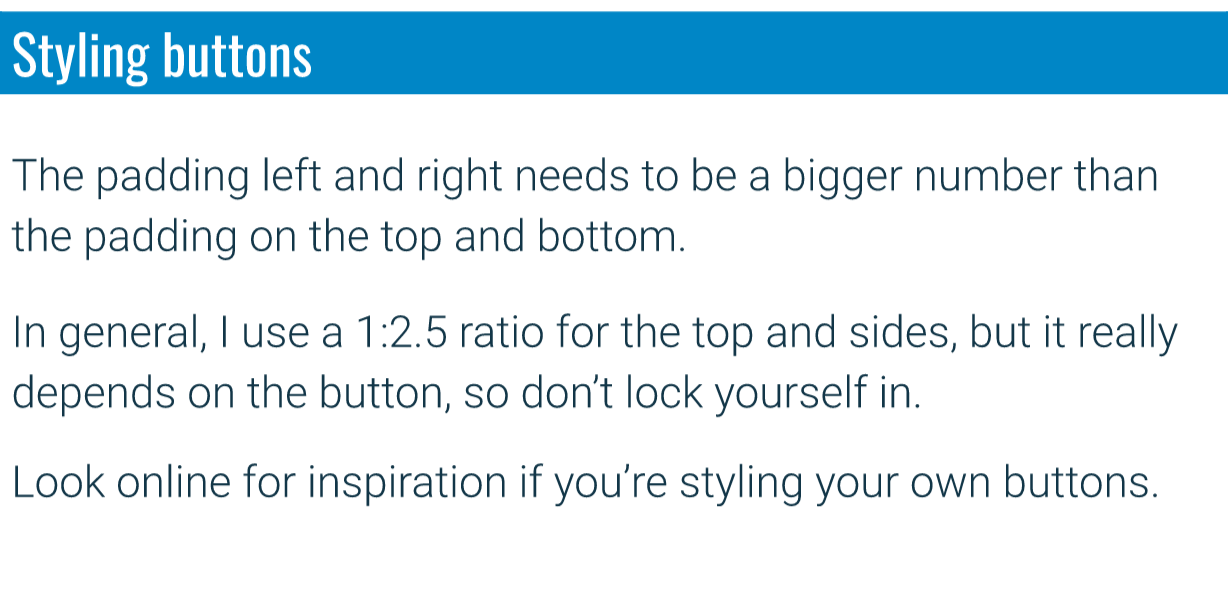 Styling buttons
The padding left and right needs to be a bigger number than
the padding on the top and bottom.
In general, I use a 1:2.5 ratio for the top and sides, but it really
depends on the button, so don’t lock yourself in.
Look online for inspiration if you’re styling your own buttons.